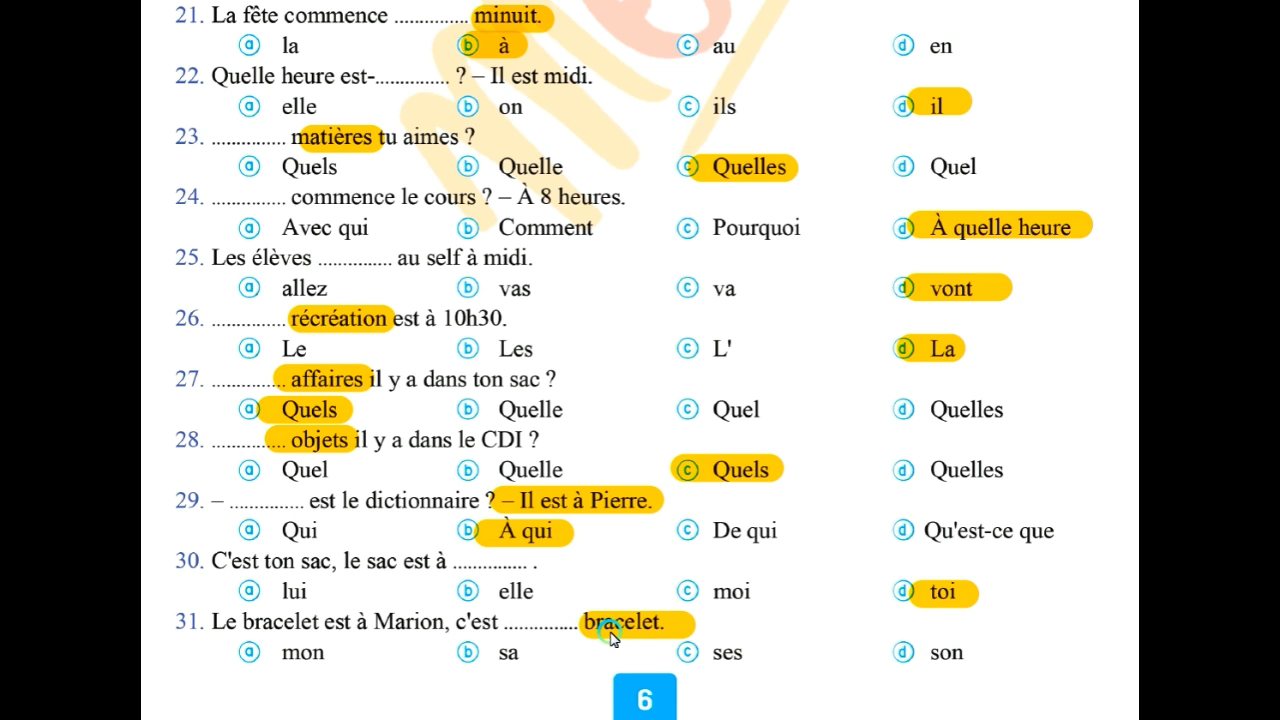 21. La fête commence .............. minuit.
ⓐ la ⓑ à ⓒ au ⓓ en
22. Quelle heure est-.............. ? – Il est midi.
ⓐ elle ⓑ on ⓒ ils ⓓ il
23. .............. matières tu aimes ?
ⓐ Quels ⓑ Quelle ⓒ Quelles ⓓ Quel
24. .............. commence le cours ? – À 8 heures.
ⓐ Avec qui ⓑ Comment ⓒ Pourquoi ⓓ À quelle heure
25. Les élèves .............. au self à midi.
ⓐ allez ⓑ vas ⓒ va ⓓ vont
26. .............. récréation est à 10h30.
ⓐ Le ⓑ Les ⓒ L' ⓓ La
27. .............. affaires il y a dans ton sac ?
ⓐ Quels ⓑ Quelle ⓒ Quel ⓓ Quelles
28. .............. objets il y a dans le CDI ?
ⓐ Quel ⓑ Quelle ⓒ Quels ⓓ Quelles
29. – .............. est le dictionnaire ? – Il est à Pierre.
ⓐ Qui ⓑ À qui ⓒ De qui ⓓ Qu'est-ce que
30. C'est ton sac, le sac est à .............. .
ⓐ lui ⓑ elle ⓒ moi ⓓ toi
31. Le bracelet est à Marion, c'est .............. bracelet.
ⓐ mon ⓑ sa ⓒ ses ⓓ son
6